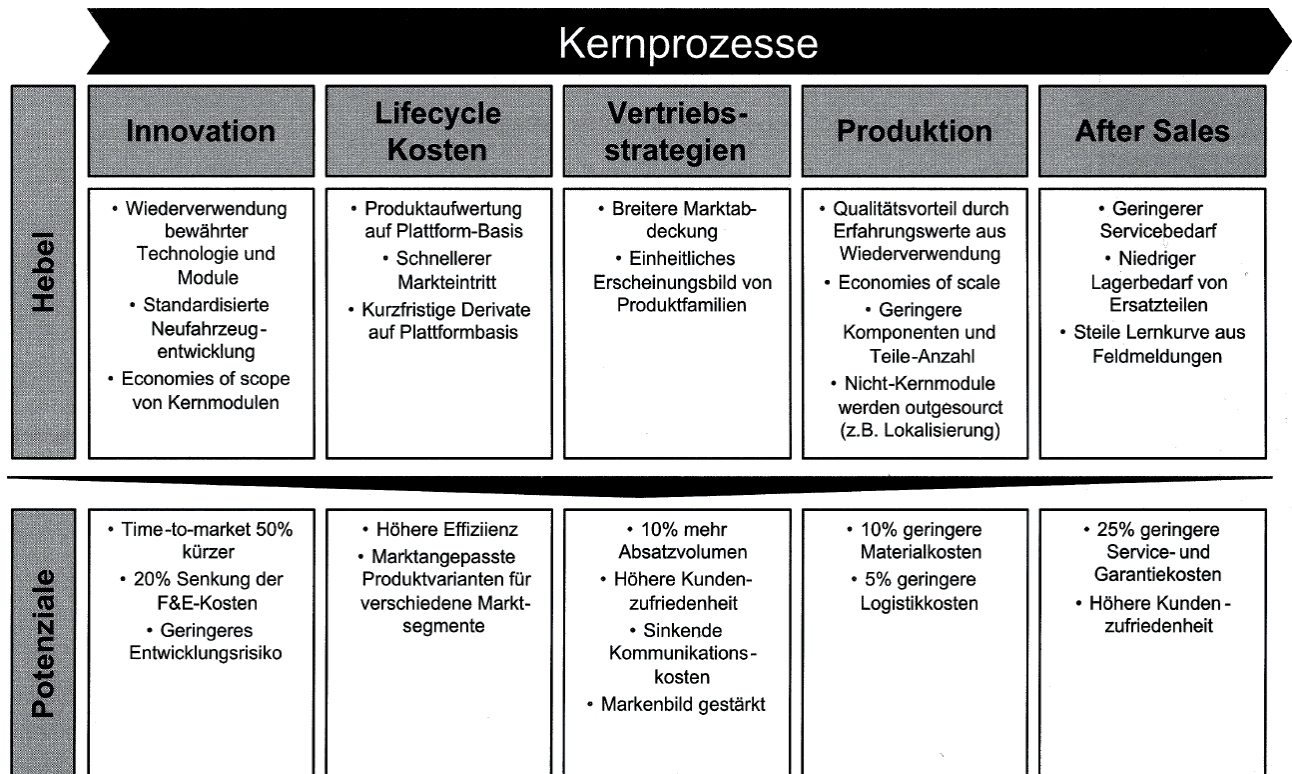 Kernprozesse
Innovation
Lifecycle
Kosten
Vertriebs-
strategien
Produktion
After Sales
Hebel
• Wiederverwendung
bewährter
Technologie und
Module
• Standardisierte
Neufahrzeug-
entwicklung
• Economies of scope
von Kernmodulen
• Produktaufwertung
auf Plattform-Basis
• Schnellerer
Markteintritt
• Kurzfristige Derivate
auf Plattformbasis
• Breitere Marktab-
deckung
• Einheitliches
Erscheinungsbild von
Produktfamilien
• Qualitätsvorteil durch
Erfahrungswerte aus
Wiederverwendung
• Economies of scale
• Geringere
Komponenten und
Teile-Anzahl
• Nicht-Kernmodule
werden outgesourct
(z.B. Lokalisierung)
• Geringerer
Servicebedarf
• Niedriger
Lagerbedarf von
Ersatzteilen
• Steile Lernkurve aus
Feldmeldungen
Potenziale
• Time-to-market 50%
kürzer
• 20% Senkung der
F&E-Kosten
• Geringeres
Entwicklungsrisiko
• Höhere Effiziienz
• Marktangepasste
Produktvarianten für
verschiedene Markt-
segmente
• 10% mehr
Absatzvolumen
• Höhere Kunden-
zufriedenheit
• Sinkende
Kommunikations-
kosten
• Markenbild gestärkt
• 10% geringere
Materialkosten
• 5% geringere
Logistikkosten
• 25% geringere
Service- und
Garantiekosten
• Höhere Kunden-
zufriedenheit